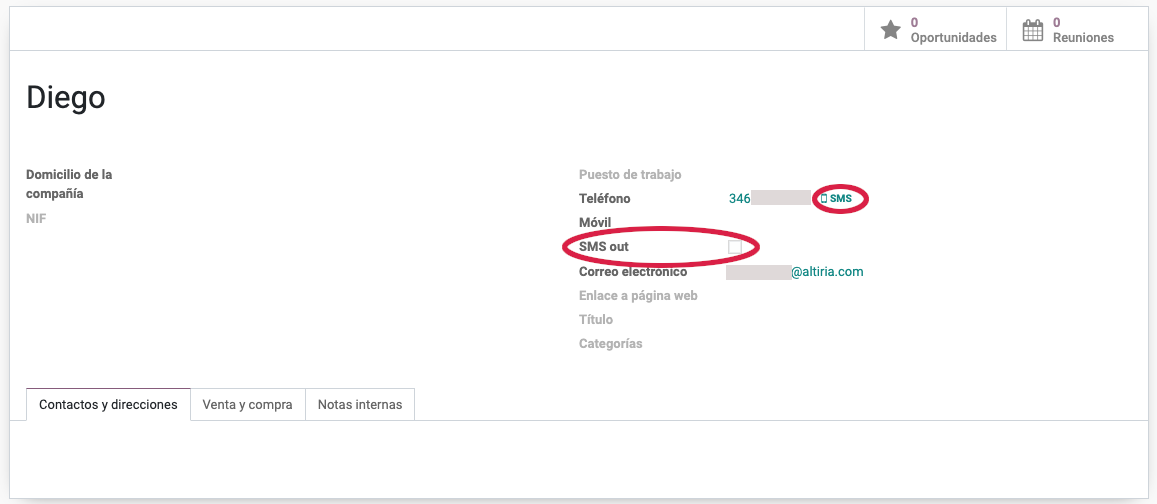 0
Oportunidades
0
Reuniones
Diego
Domicilio de la
compañía
NIF
Puesto de trabajo
Teléfono 346 SMS
Móvil
SMS out
Correo electrónico @altiria.com
Enlace a página web
Título
Categorías
Contactos y direcciones Venta y compra Notas internas